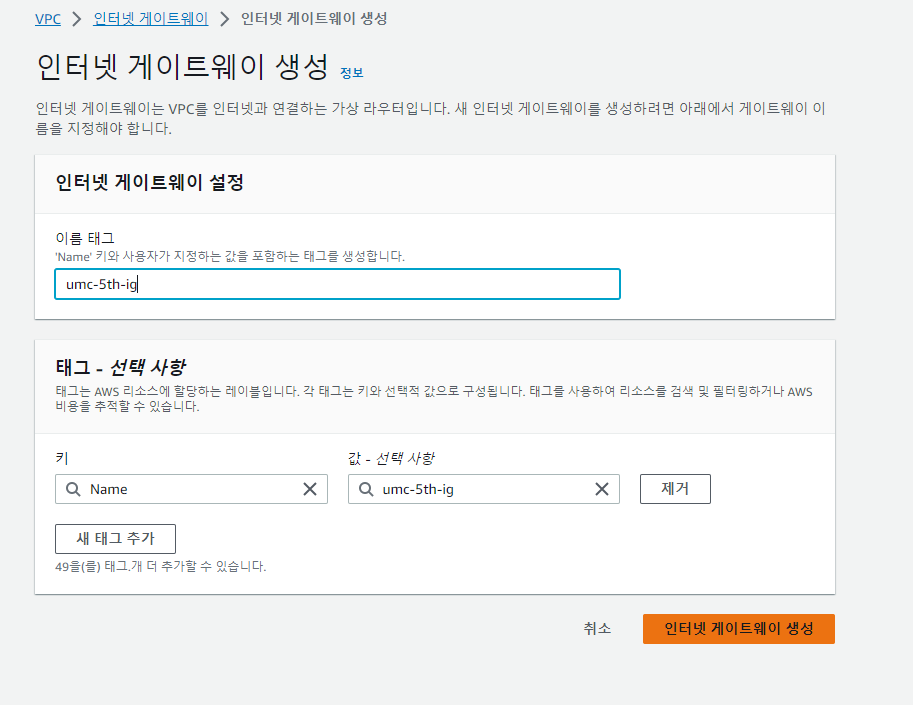 VPC > 인터넷 게이트웨이 > 인터넷 게이트웨이 생성
인터넷 게이트웨이 생성 정보
인터넷 게이트웨이는 VPC를 인터넷과 연결하는 가상 라우터입니다. 새 인터넷 게이트웨이를 생성하려면 아래에서 게이트웨이 이
름을 지정해야 합니다.
인터넷 게이트웨이 설정
이름 태그
'Name' 키와 사용자가 지정하는 값을 포함하는 태그를 생성합니다.
umc-5th-ig
태그 - 선택 사항
태그는 AWS 리소스에 할당하는 레이블입니다. 각 태그는 키와 선택적 값으로 구성됩니다. 태그를 사용하여 리소스를 검색 및 필터링하거나 AWS
비용을 추적할 수 있습니다.
키 값 - 선택 사항
Name umc-5th-ig 제거
새 태그 추가
49을(를) 태그.개 더 추가할 수 있습니다.
취소 인터넷 게이트웨이 생성